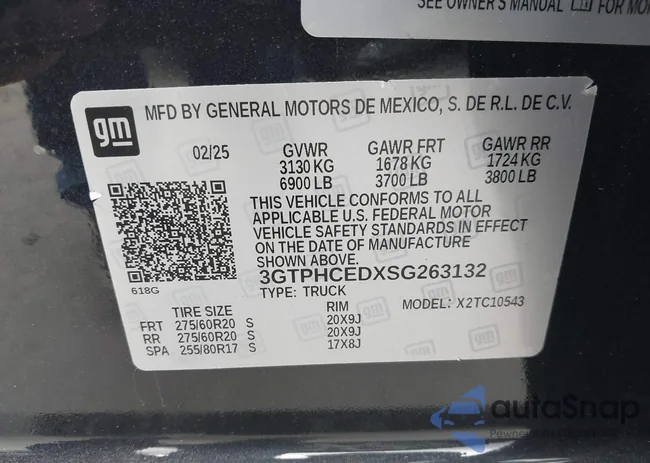 SEE OWNER'S MANUAL FOR MOR
gm
MFD BY GENERAL MOTORS DE MEXICO, S. DE R.L. DE C.V.
02/25 GVWR GAWR FRT GAWR RR
3130 KG 1678 KG 1724 KG
6900 LB 3700 LB 3800 LB
THIS VEHICLE CONFORMS TO ALL
APPLICABLE U.S. FEDERAL MOTOR
VEHICLE SAFETY STANDARDS IN EFFECT
ON THE DATE OF MANUFACTURE
SHOWN ABOVE.
3GTPHCEDXSG263132
618G TYPE: TRUCK MODEL: X2TC10543
TIRE SIZE RIM
FRT 275/60R20 S 20X9J
RR 275/60R20 S 20X9J
SPA 255/80R17 S 17X8J
autoSnap